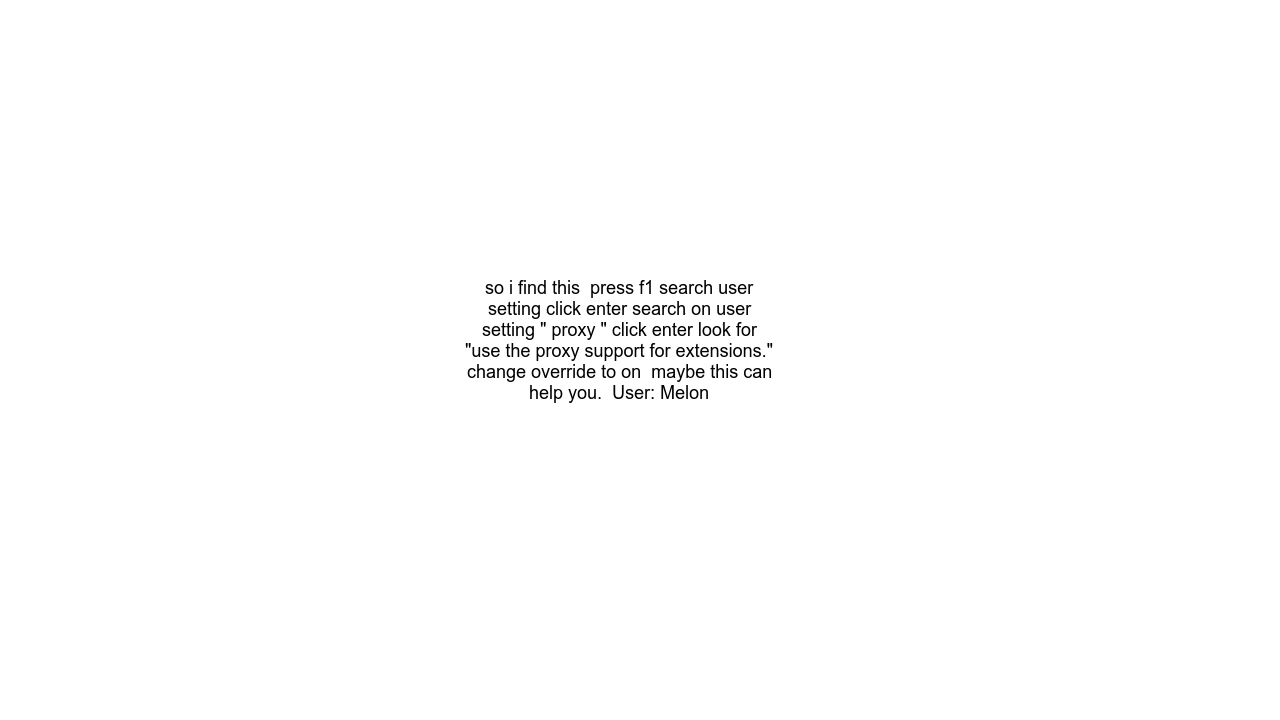 so i find this  press f1 search user
setting click enter search on user
setting " proxy " click enter look for
"use the proxy support for extensions."
change override to on  maybe this can
help you.  User: Melon